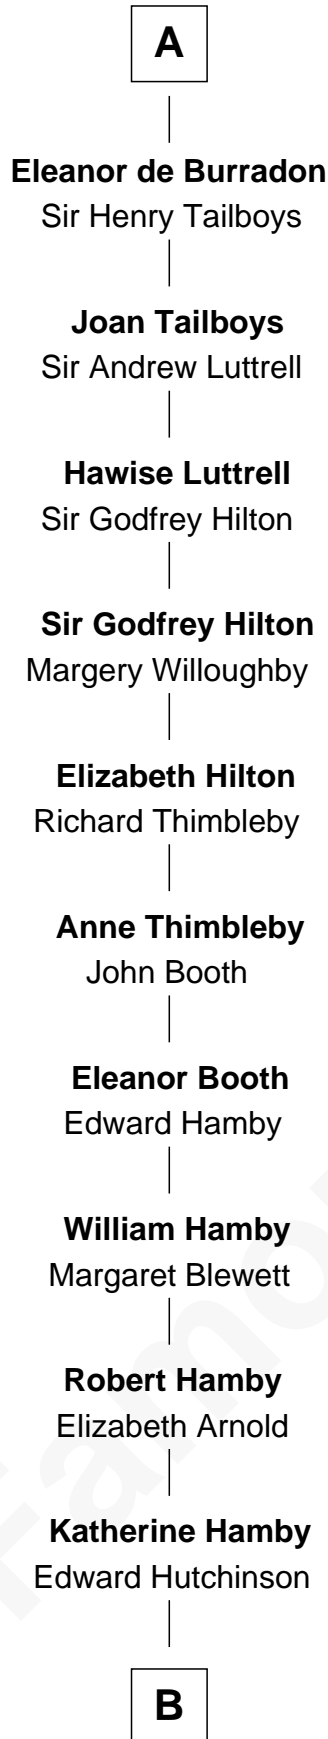 A
Eleanor de Burradon
Sir Henry Tailboys
Joan Tailboys
Sir Andrew Luttrell
Hawise Luttrell
Sir Godfrey Hilton
Sir Godfrey Hilton
Margery Willoughby
Elizabeth Hilton
Richard Thimbleby
Anne Thimbleby
John Booth
Eleanor Booth
Edward Hamby
William Hamby
Margaret Blewett
Robert Hamby
Elizabeth Arnold
Katherine Hamby
Edward Hutchinson
B